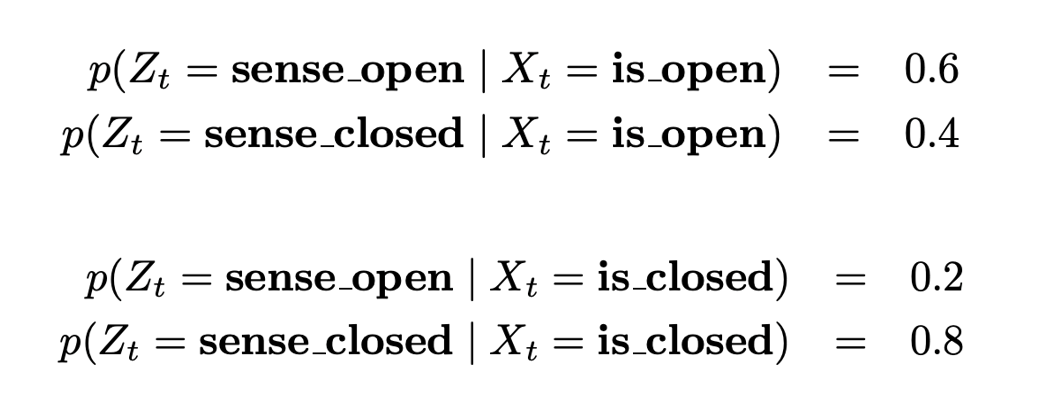 p(Z_t = sense_open | X_t = is_open) = 0.6
p(Z_t = sense_closed | X_t = is_open) = 0.4
p(Z_t = sense_open | X_t = is_closed) = 0.2
p(Z_t = sense_closed | X_t = is_closed) = 0.8